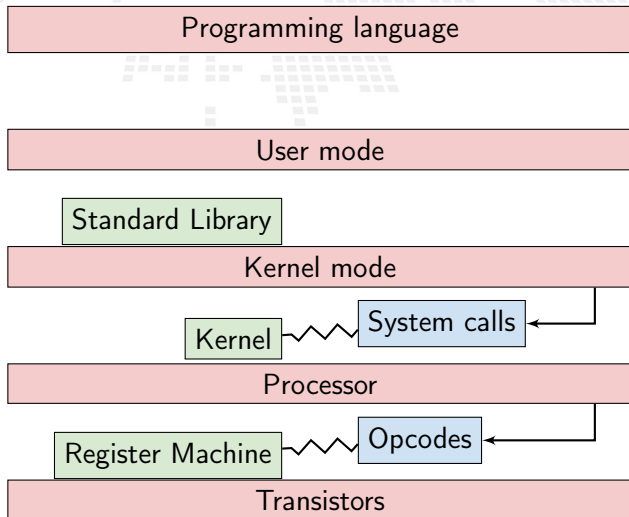 Programming language
User mode
Standard Library
Kernel mode
System calls
Kernel
Processor
Opcodes
Register Machine
Transistors